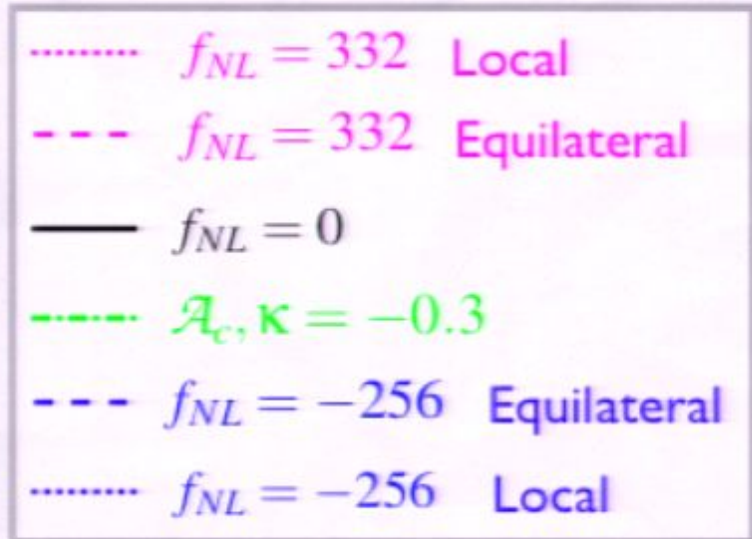 f_NL = 332 Local
f_NL = 332 Equilateral
f_NL = 0
𝒜_c, κ = −0.3
f_NL = −256 Equilateral
f_NL = −256 Local